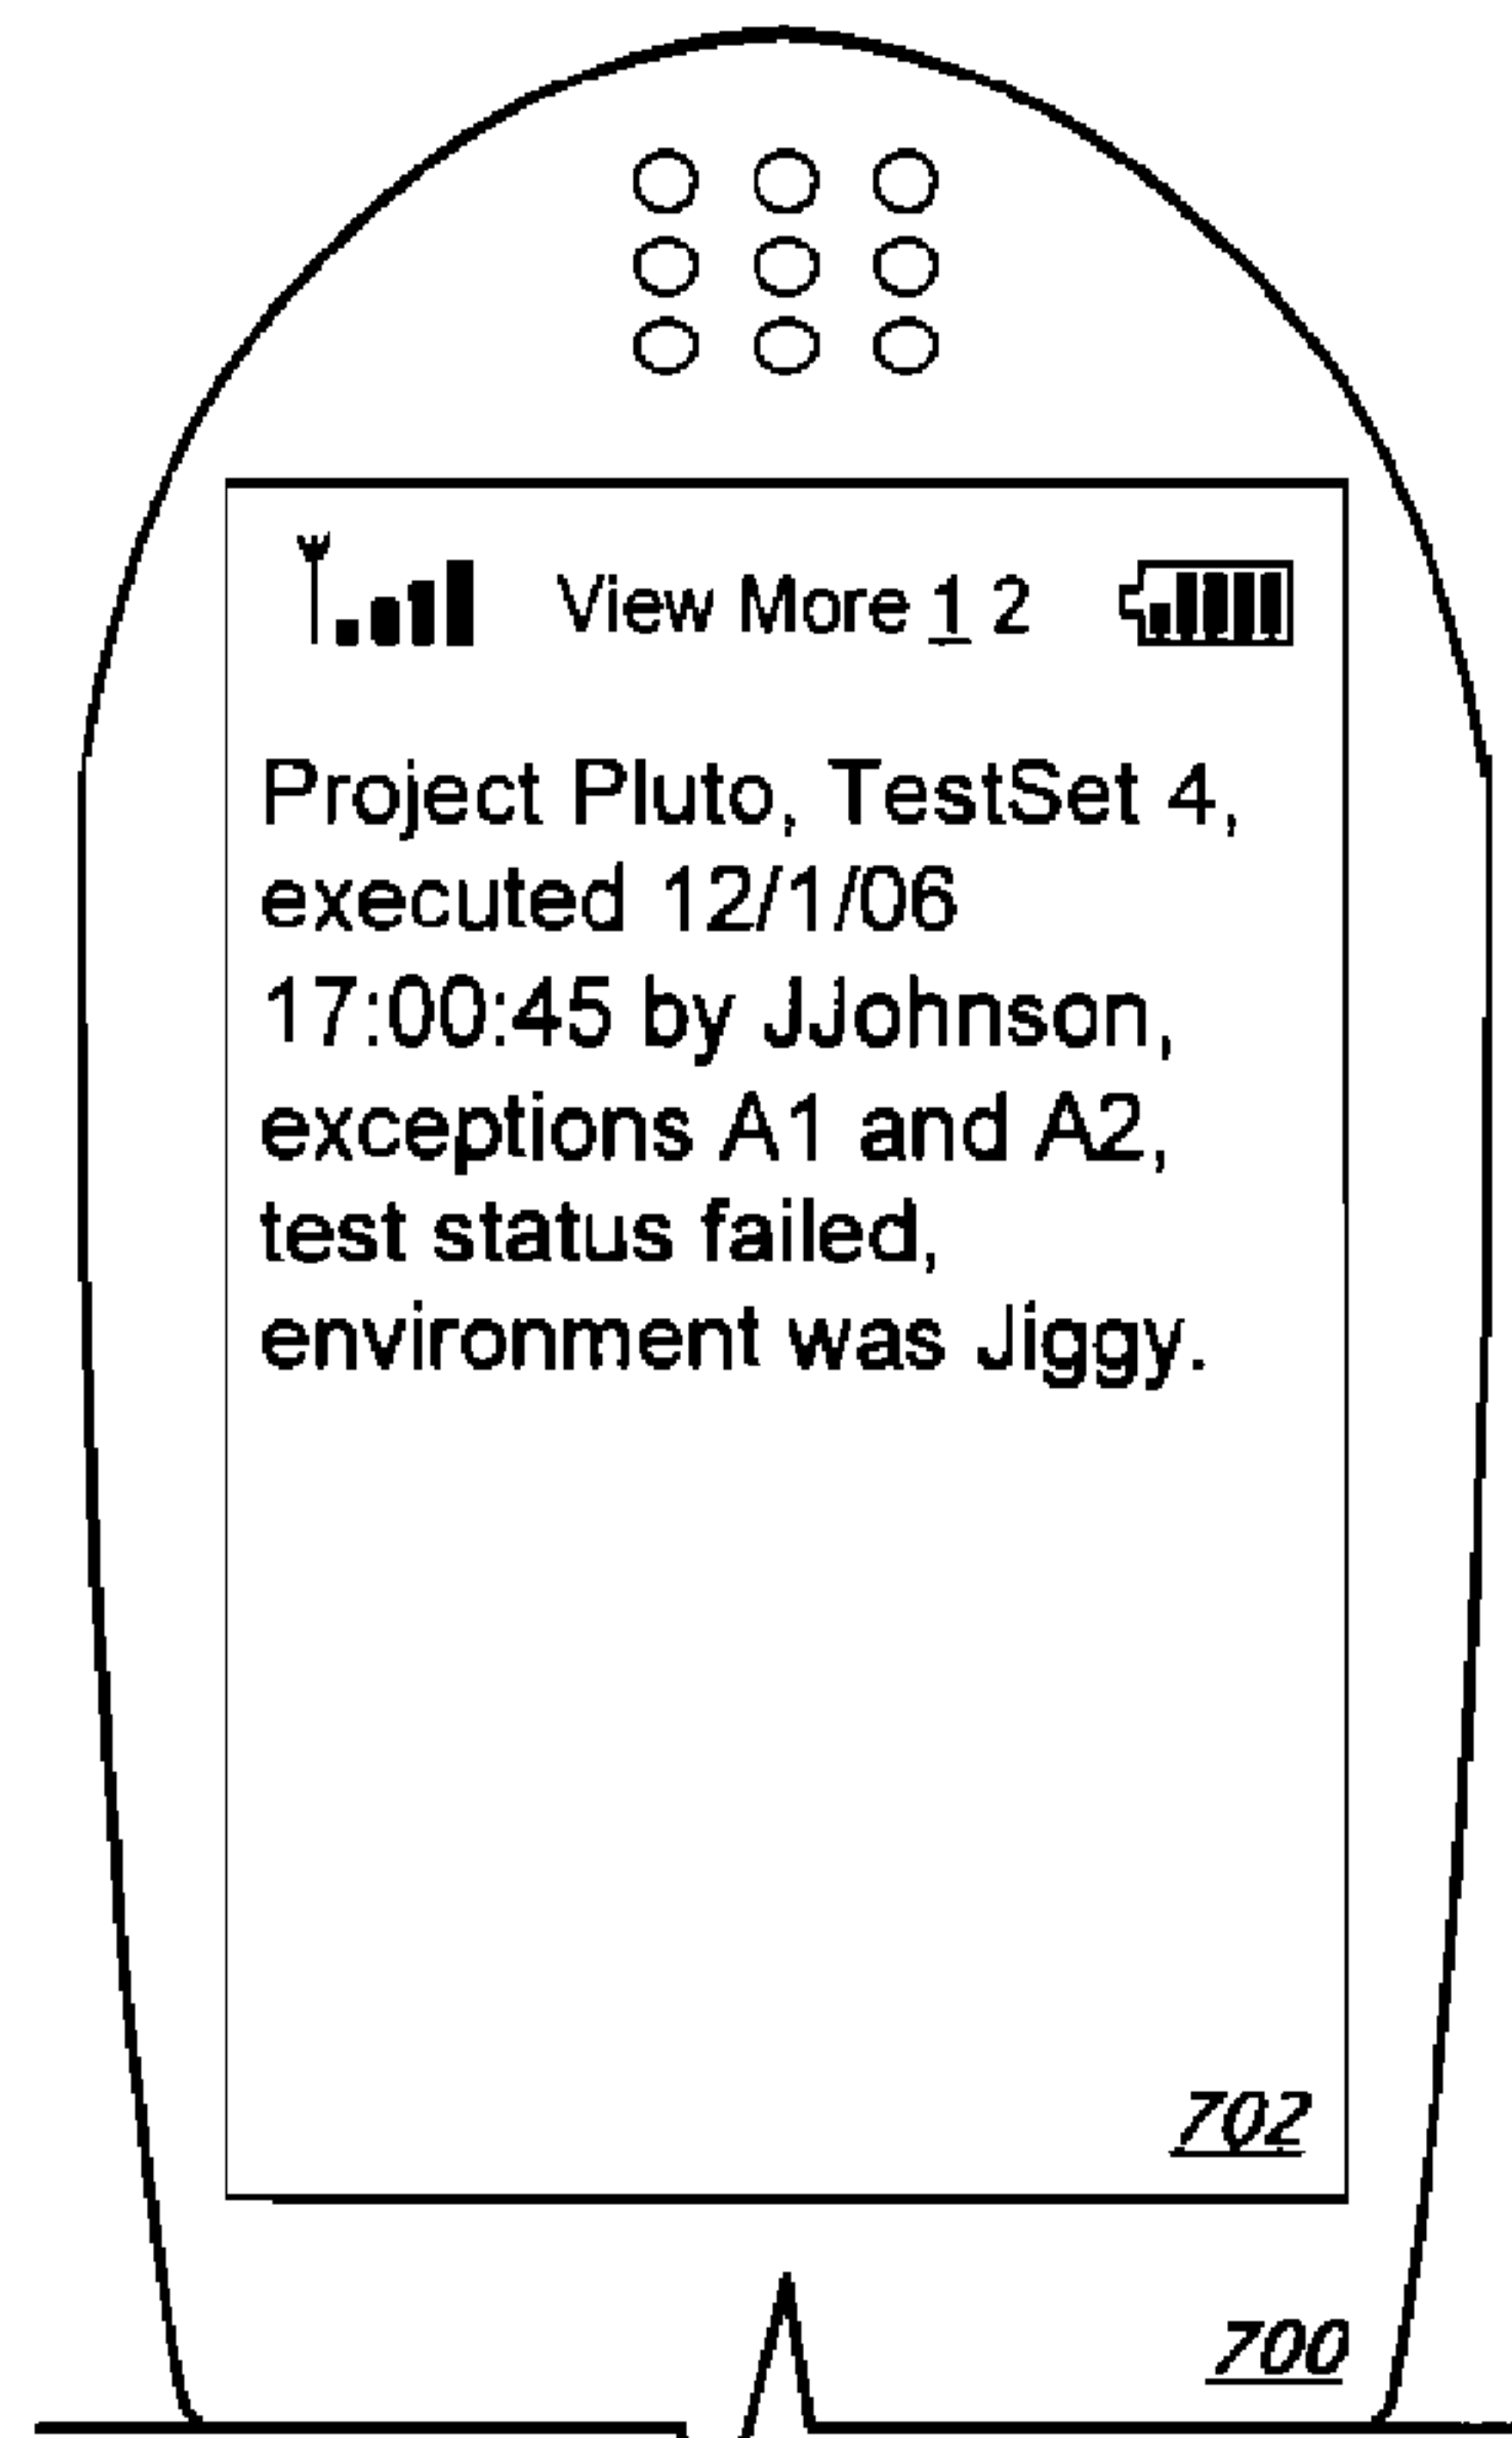 View More 1 2
Project Pluto, TestSet 4,
executed 12/1/06
17:00:45 by JJohnson,
exceptions A1 and A2,
test status failed,
environment was Jiggy.
702
700